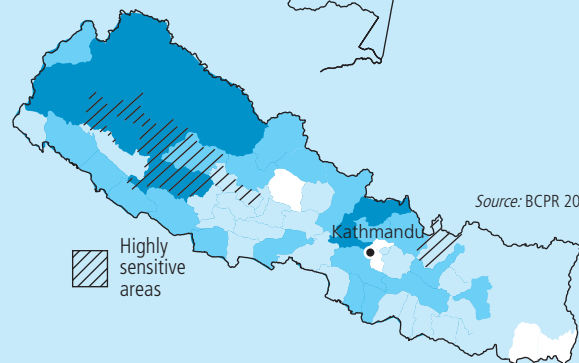 Source: BCPR 20
Kathmandu
Highly
sensitive
areas